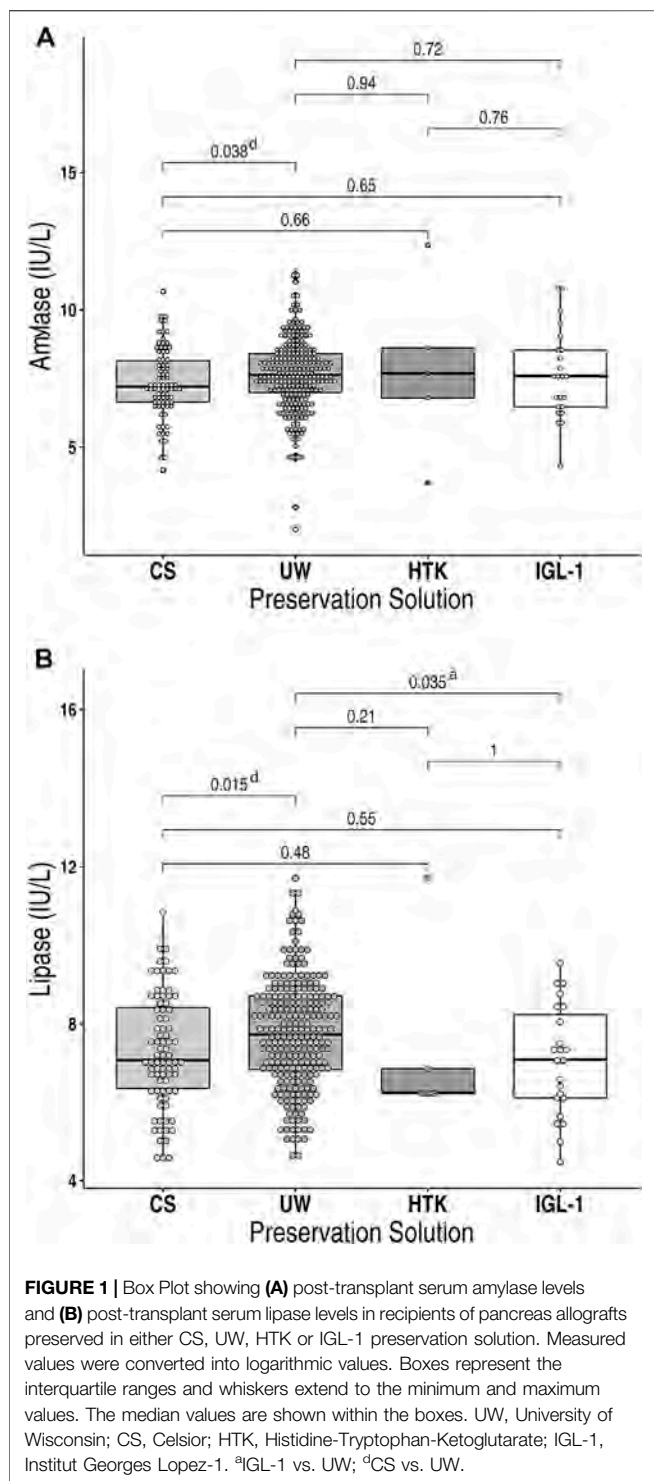 A
0.72
0.94
0.76
0.038d
0.65
0.66
15
10
5
Amylase (IU/L)
CS UW HTK IGL-1
Preservation Solution
B
0.035a
0.21
1
0.015d
0.55
0.48
16
12
8
4
Lipase (IU/L)
CS UW HTK IGL-1
Preservation Solution
FIGURE 1 | Box Plot showing (A) post-transplant serum amylase levels
and (B) post-transplant serum lipase levels in recipients of pancreas allografts
preserved in either CS, UW, HTK or IGL-1 preservation solution. Measured
values were converted into logarithmic values. Boxes represent the
interquartile ranges and whiskers extend to the minimum and maximum
values. The median values are shown within the boxes. UW, University of
Wisconsin; CS, Celsior; HTK, Histidine-Tryptophan-Ketoglutarate; IGL-1,
Institut Georges Lopez-1. aIGL-1 vs. UW; dCS vs. UW.